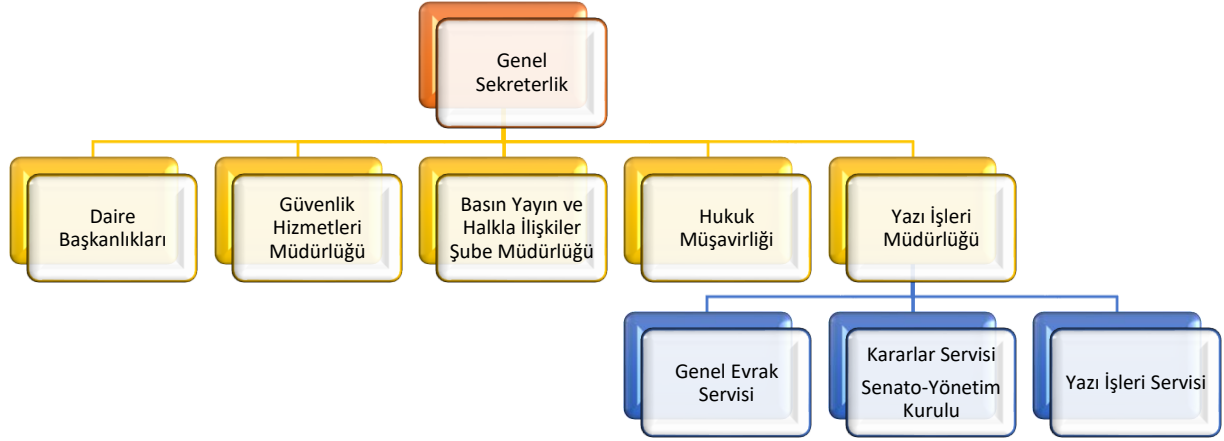 Genel
Sekreterlik
Daire
Başkanlıkları
Güvenlik
Hizmetleri
Müdürlüğü
Basın Yayın ve
Halkla İlişkiler
Şube Müdürlüğü
Hukuk
Müşavirliği
Yazı İşleri
Müdürlüğü
Genel Evrak
Servisi
Kararlar Servisi
Senato-Yönetim
Kurulu
Yazı İşleri Servisi